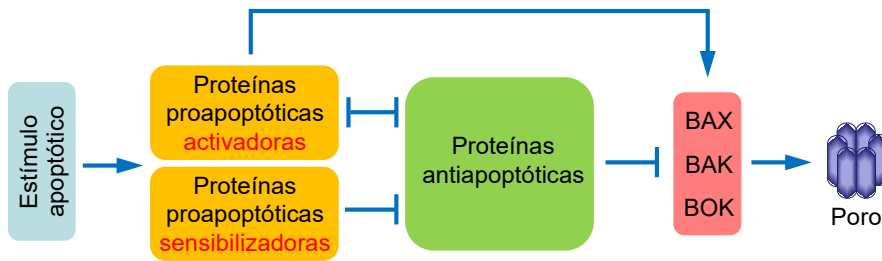 Estímulo
apoptótico
Proteínas
proapoptóticas
activadoras
Proteínas
proapoptóticas
sensibilizadoras
Proteínas
antiapoptóticas
BAX
BAK
BOK
Poro